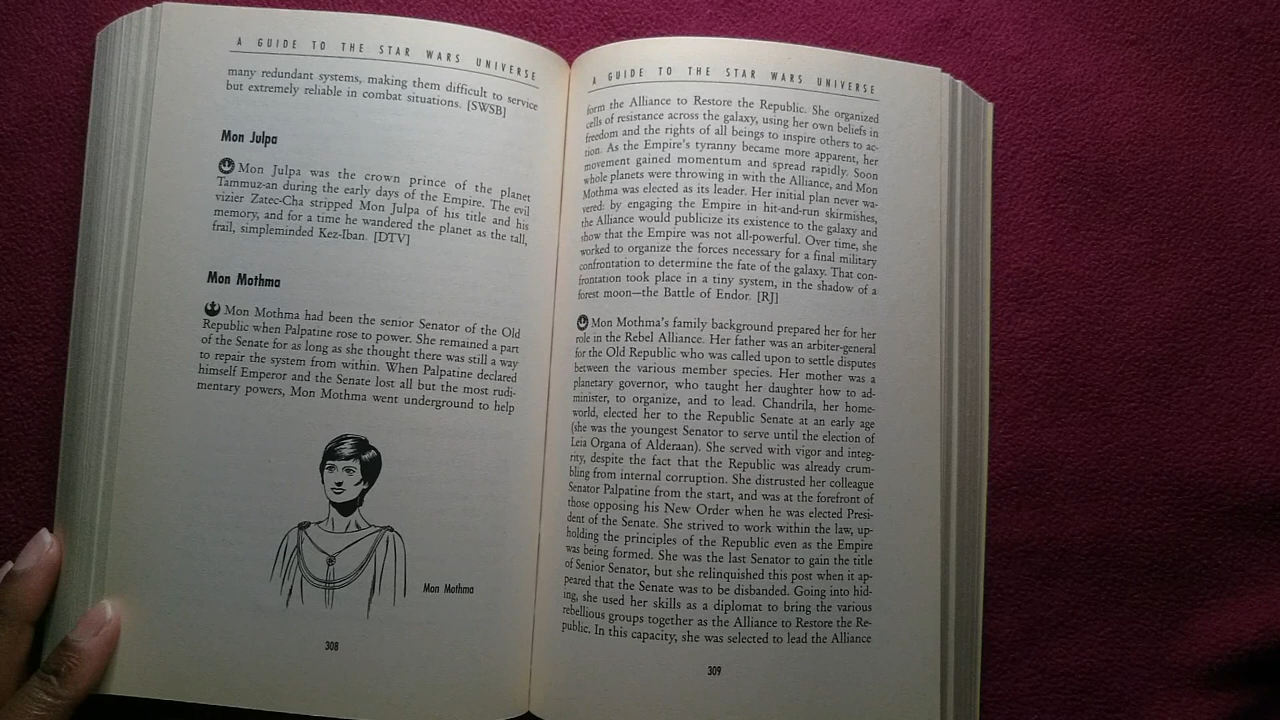 A GUIDE TO THE STAR WARS UNIVERSE
many redundant systems, making them difficult to service
but extremely reliable in combat situations. [SWSB]
Mon Julpa
Mon Julpa was the crown prince of the planet
Tammuz-an during the early days of the Empire. The evil
vizier Zatec-Cha stripped Mon Julpa of his title and his
memory, and for a time he wandered the planet as the tall,
frail, simpleminded Kez-Iban. [DTV]
Mon Mothma
Mon Mothma had been the senior Senator of the Old
Republic when Palpatine rose to power. She remained a part
of the Senate for as long as she thought there was still a way
to repair the system from within. When Palpatine declared
himself Emperor and the Senate lost all but the most rudi-
mentary powers, Mon Mothma went underground to help
Mon Mothma
308
A GUIDE TO THE STAR WARS UNIVERSE
form the Alliance to Restore the Republic. She organized
cells of resistance across the galaxy, using her own beliefs in
freedom and the rights of all beings to inspire others to ac-
tion. As the Empire's tyranny became more apparent, her
movement gained momentum and spread rapidly. Soon
whole planets were throwing in with the Alliance, and Mon
Mothma was elected as its leader. Her initial plan never wa-
vered: by engaging the Empire in hit-and-run skirmishes,
the Alliance would publicize its existence to the galaxy and
show that the Empire was not all-powerful. Over time, she
worked to organize the forces necessary for a final military
confrontation to determine the fate of the galaxy. That con-
frontation took place in a tiny system, in the shadow of a
forest moon—the Battle of Endor. [RJ]
Mon Mothma's family background prepared her for her
role in the Rebel Alliance. Her father was an arbiter-general
for the Old Republic who was called upon to settle disputes
between the various member species. Her mother was a
planetary governor, who taught her daughter how to ad-
minister, to organize, and to lead. Chandrila, her home-
world, elected her to the Republic Senate at an early age
(she was the youngest Senator to serve until the election of
Leia Organa of Alderaan). She served with vigor and integ-
rity, despite the fact that the Republic was already crum-
bling from internal corruption. She distrusted her colleague
Senator Palpatine from the start, and was at the forefront of
those opposing his New Order when he was elected Presi-
dent of the Senate. She strived to work within the law, up-
holding the principles of the Republic even as the Empire
was being formed. She was the last Senator to gain the title
of Senior Senator, but she relinquished this post when it ap-
peared that the Senate was to be disbanded. Going into hid-
ing, she used her skills as a diplomat to bring the various
rebellious groups together as the Alliance to Restore the Re-
public. In this capacity, she was selected to lead the Alliance
309